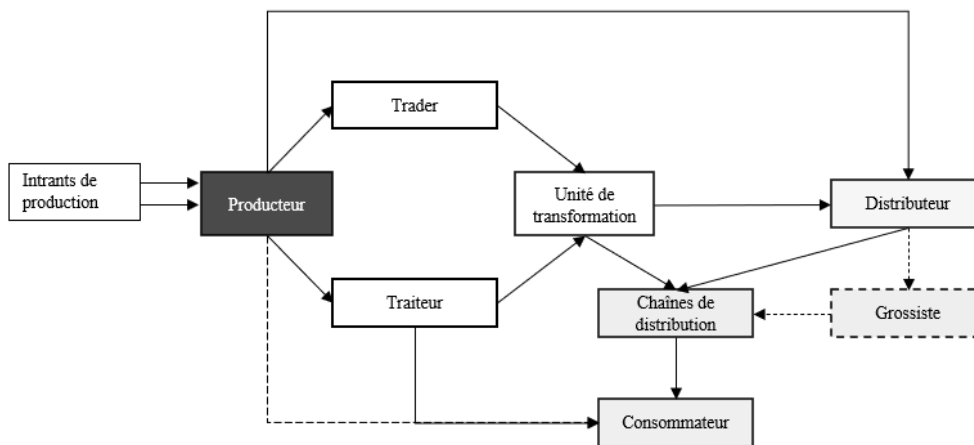 Trader
Intrants de
production
Producteur
Unité de
transformation
Distributeur
Traiteur
Chaînes de
distribution
Grossiste
Consommateur